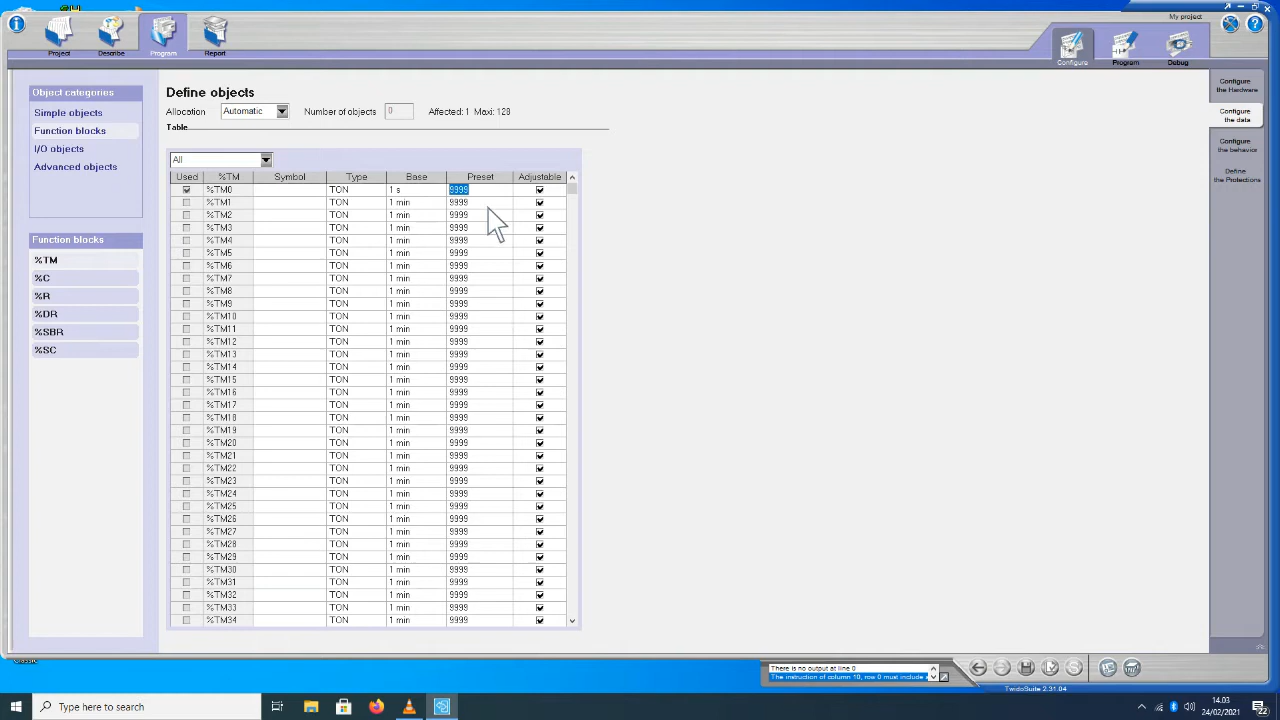 My project
Project
Describe
Program
Report
Configure
Program
Debug
Object categories
Simple objects
Function blocks
I/O objects
Advanced objects
Function blocks
%TM
%C
%R
%DR
%SBR
%SC
Define objects
Allocation Automatic Number of objects 0 Affected: 1 Maxi: 128
Table
All
Used %TM Symbol Type Base Preset Adjustable
%TM0 TON 1 s 9999
%TM1 TON 1 min 9999
%TM2 TON 1 min 9999
%TM3 TON 1 min 9999
%TM4 TON 1 min 9999
%TM5 TON 1 min 9999
%TM6 TON 1 min 9999
%TM7 TON 1 min 9999
%TM8 TON 1 min 9999
%TM9 TON 1 min 9999
%TM10 TON 1 min 9999
%TM11 TON 1 min 9999
%TM12 TON 1 min 9999
%TM13 TON 1 min 9999
%TM14 TON 1 min 9999
%TM15 TON 1 min 9999
%TM16 TON 1 min 9999
%TM17 TON 1 min 9999
%TM18 TON 1 min 9999
%TM19 TON 1 min 9999
%TM20 TON 1 min 9999
%TM21 TON 1 min 9999
%TM22 TON 1 min 9999
%TM23 TON 1 min 9999
%TM24 TON 1 min 9999
%TM25 TON 1 min 9999
%TM26 TON 1 min 9999
%TM27 TON 1 min 9999
%TM28 TON 1 min 9999
%TM29 TON 1 min 9999
%TM30 TON 1 min 9999
%TM31 TON 1 min 9999
%TM32 TON 1 min 9999
%TM33 TON 1 min 9999
%TM34 TON 1 min 9999
Configure
the Hardware
Configure
the data
Configure
the behavior
Define
the Protections
Classic
There is no output at line 0
The instruction of column 10, row 0 must include
TwidoSuite 2.31.04
Type here to search
14.03
24/02/2021
22